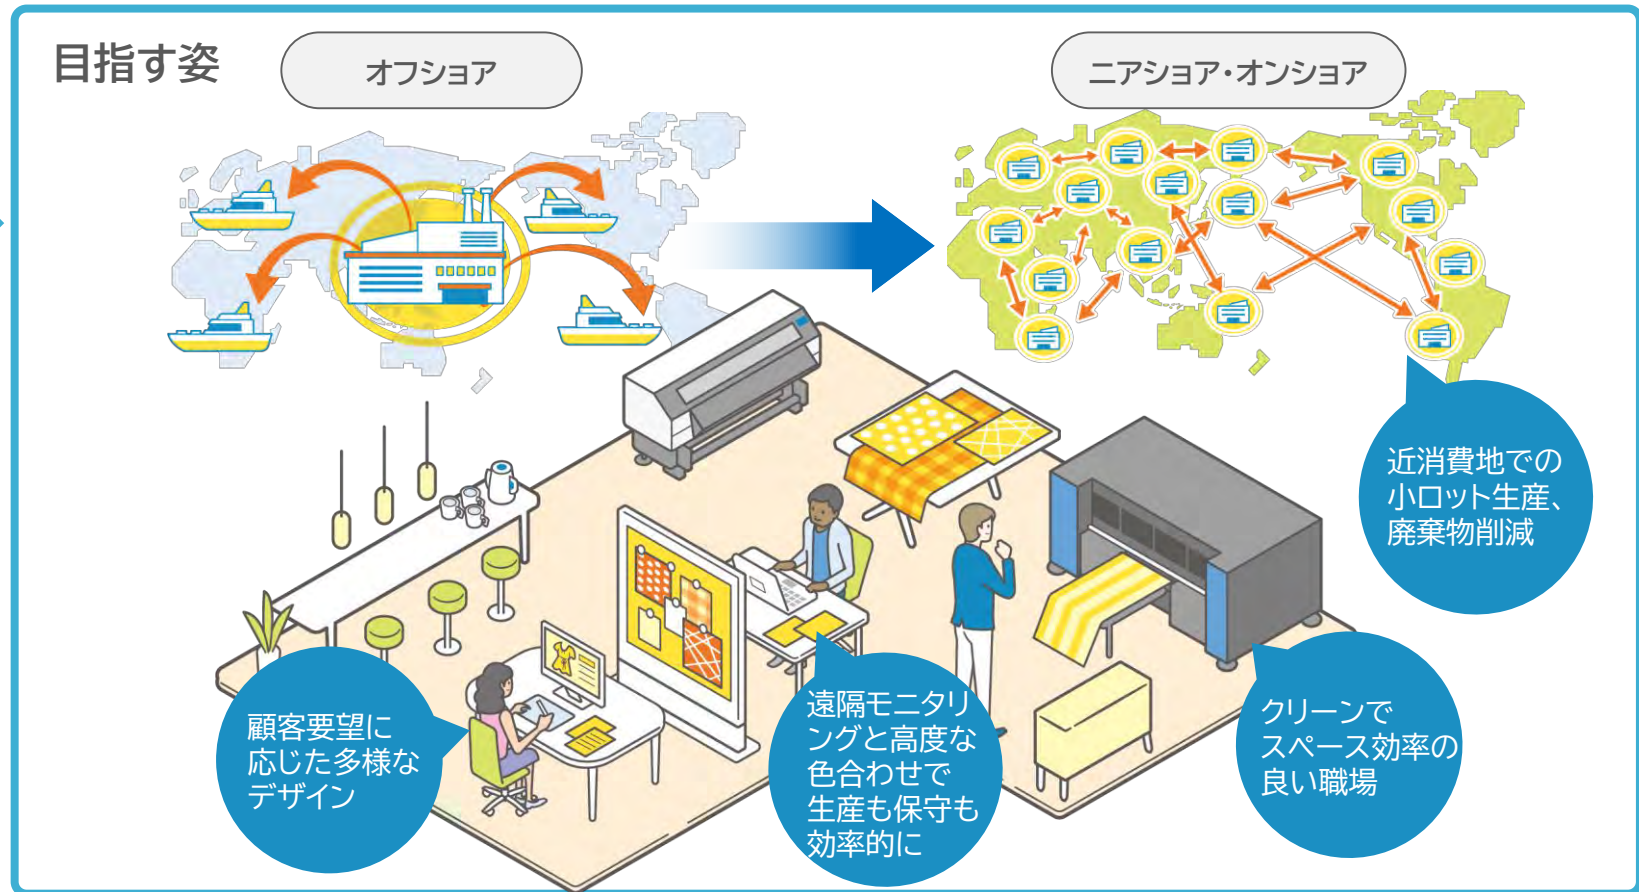 目指す姿
オフショア
ニアショア・オンショア
近消費地での
小ロット生産、
廃棄物削減
顧客要望に
応じた多様な
デザイン
遠隔モニタリ
ングと高度な
色合わせで
生産も保守も
効率的に
クリーンで
スペース効率の
良い職場